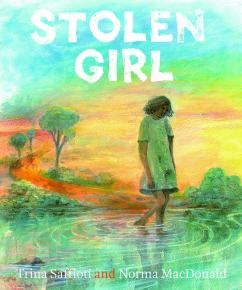 STOLEN
GIRL
Trina Saffioti and Norma MacDonald